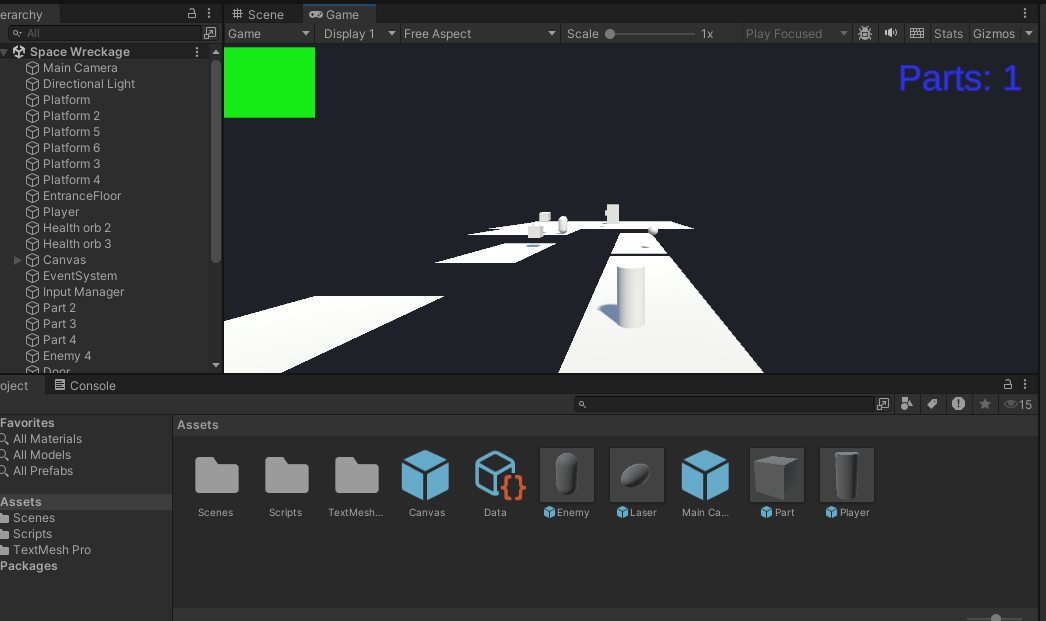 erarchy
All
Space Wreckage
Main Camera
Directional Light
Platform
Platform 2
Platform 5
Platform 6
Platform 3
Platform 4
EntranceFloor
Player
Health orb 2
Health orb 3
Canvas
EventSystem
Input Manager
Part 2
Part 3
Part 4
Enemy 4
Door
Scene
Game
Game
Display 1
Free Aspect
Scale
1x
Play Focused
Stats
Gizmos
Parts: 1
oject
Console
15
Favorites
All Materials
All Models
All Prefabs
Assets
Scenes
Scripts
TextMesh Pro
Packages
Assets
Scenes
Scripts
TextMesh...
Canvas
Data
Enemy
Laser
Main Ca...
Part
Player